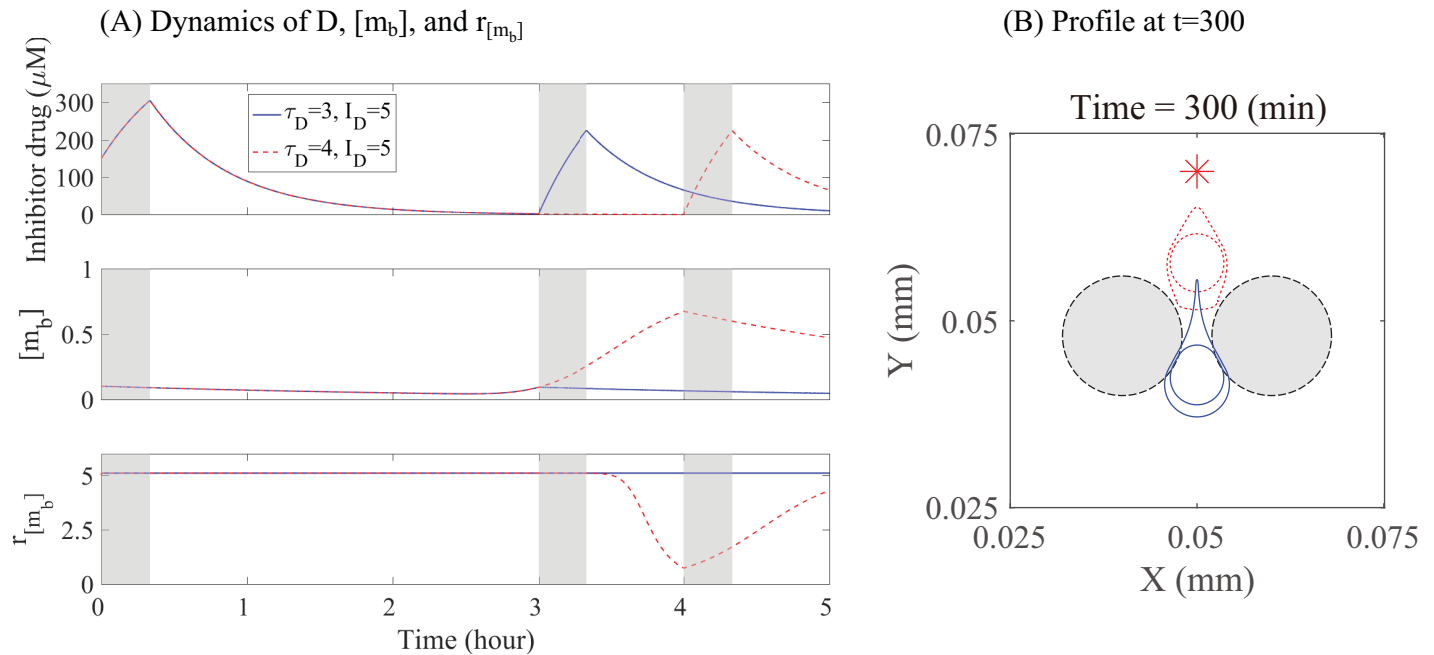 (A) Dynamics of D, [m_b], and r_[m_b]
(B) Profile at t=300
Inhibitor drug (μM)
300
200
100
0
τ_D=3, I_D=5
τ_D=4, I_D=5
[m_b]
1
0.5
0
r_[m_b]
5
2.5
0
0
1
2
3
4
5
Time (hour)
Time = 300 (min)
Y (mm)
0.075
0.05
0.025
0.025
0.05
0.075
X (mm)